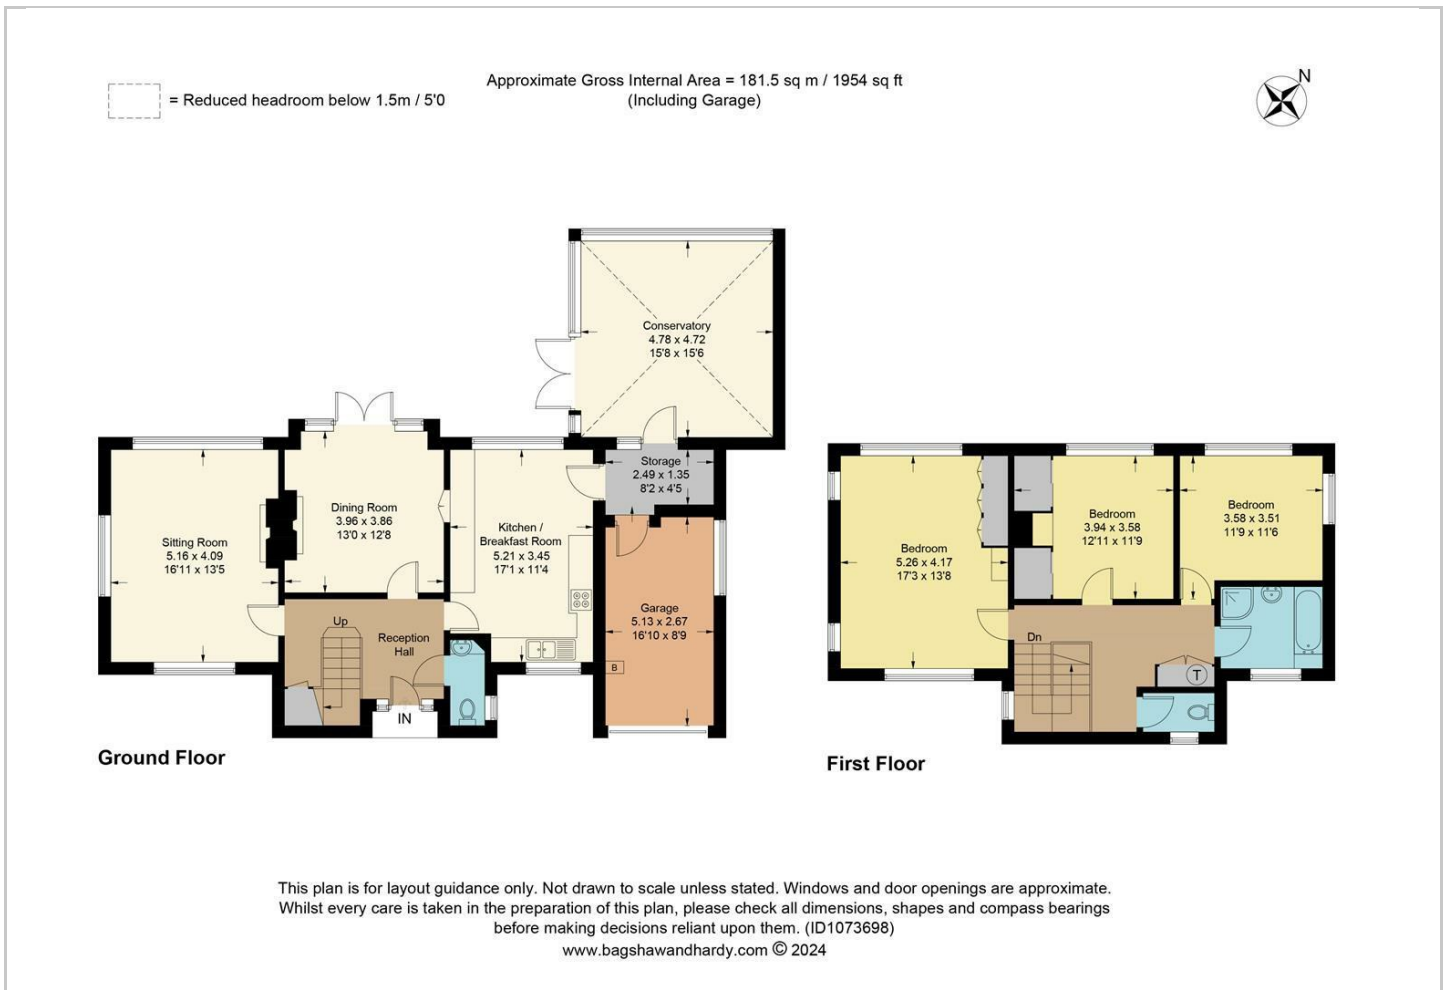 = Reduced headroom below 1.5m / 5'0
Approximate Gross Internal Area = 181.5 sq m / 1954 sq ft
(Including Garage)
N
Conservatory
4.78 x 4.72
15'8 x 15'6
Storage
2.49 x 1.35
8'2 x 4'5
Dining Room
3.96 x 3.86
13'0 x 12'8
Kitchen /
Breakfast Room
5.21 x 3.45
17'1 x 11'4
Sitting Room
5.16 x 4.09
16'11 x 13'5
Garage
5.13 x 2.67
16'10 x 8'9
B
Up
Reception
Hall
IN
Ground Floor
Bedroom
5.26 x 4.17
17'3 x 13'8
Bedroom
3.94 x 3.58
12'11 x 11'9
Bedroom
3.58 x 3.51
11'9 x 11'6
Dn
T
First Floor
This plan is for layout guidance only. Not drawn to scale unless stated. Windows and door openings are approximate.
Whilst every care is taken in the preparation of this plan, please check all dimensions, shapes and compass bearings
before making decisions reliant upon them. (ID1073698)
www.bagshawandhardy.com © 2024